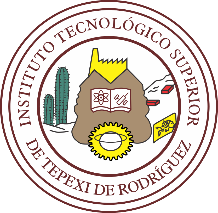 INSTITUTO TECNOLÓGICO SUPERIOR
DE TEPEXI DE RODRÍGUEZ